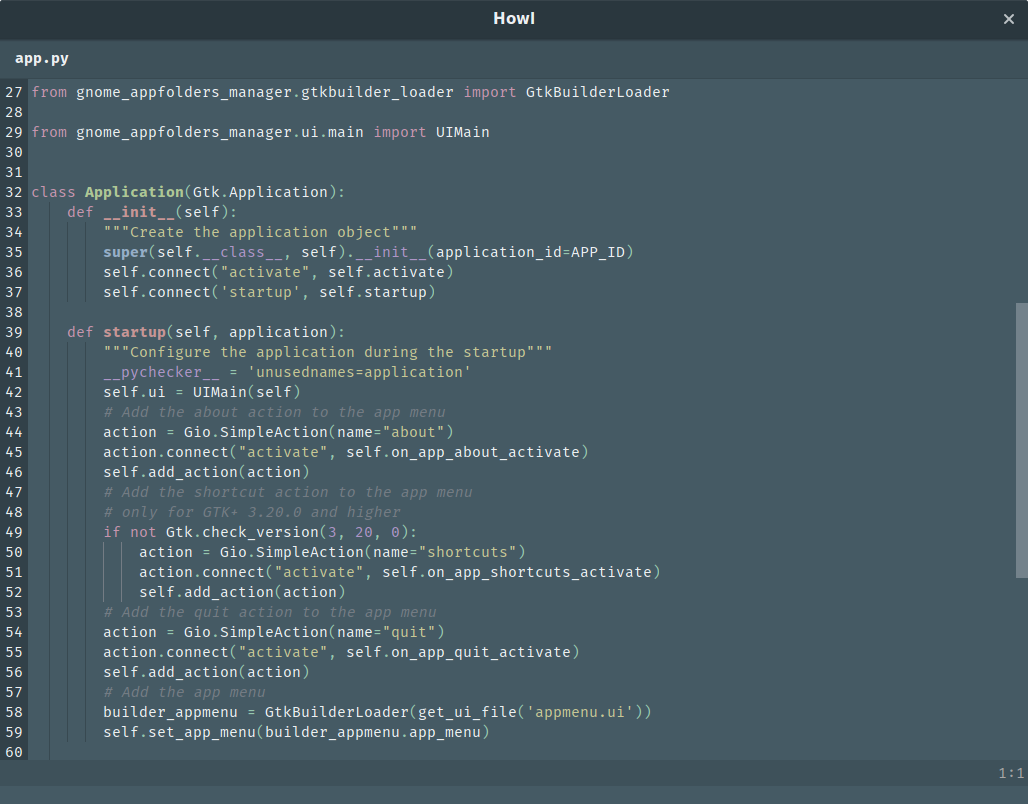 Howl ×
app.py
27 from gnome_appfolders_manager.gtkbuilder_loader import GtkBuilderLoader
28
29 from gnome_appfolders_manager.ui.main import UIMain
30
31
32 class Application(Gtk.Application):
33     def __init__(self):
34         """Create the application object"""
35         super(self.__class__, self).__init__(application_id=APP_ID)
36         self.connect("activate", self.activate)
37         self.connect('startup', self.startup)
38
39     def startup(self, application):
40         """Configure the application during the startup"""
41         __pychecker__ = 'unusednames=application'
42         self.ui = UIMain(self)
43         # Add the about action to the app menu
44         action = Gio.SimpleAction(name="about")
45         action.connect("activate", self.on_app_about_activate)
46         self.add_action(action)
47         # Add the shortcut action to the app menu
48         # only for GTK+ 3.20.0 and higher
49         if not Gtk.check_version(3, 20, 0):
50             action = Gio.SimpleAction(name="shortcuts")
51             action.connect("activate", self.on_app_shortcuts_activate)
52             self.add_action(action)
53         # Add the quit action to the app menu
54         action = Gio.SimpleAction(name="quit")
55         action.connect("activate", self.on_app_quit_activate)
56         self.add_action(action)
57         # Add the app menu
58         builder_appmenu = GtkBuilderLoader(get_ui_file('appmenu.ui'))
59         self.set_app_menu(builder_appmenu.app_menu)
60
1:1